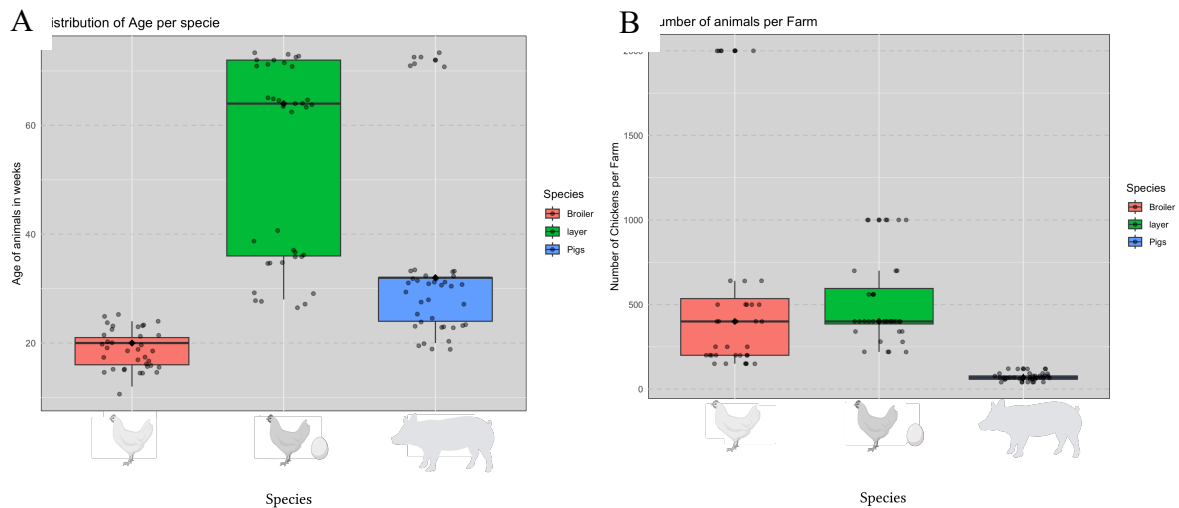 A
istribution of Age per specie
Age of animals in weeks
60
40
20
Species
Broiler
layer
Pigs
Species
B
umber of animals per Farm
Number of Chickens per Farm
1500
1000
500
0
Species
Broiler
layer
Pigs
Species